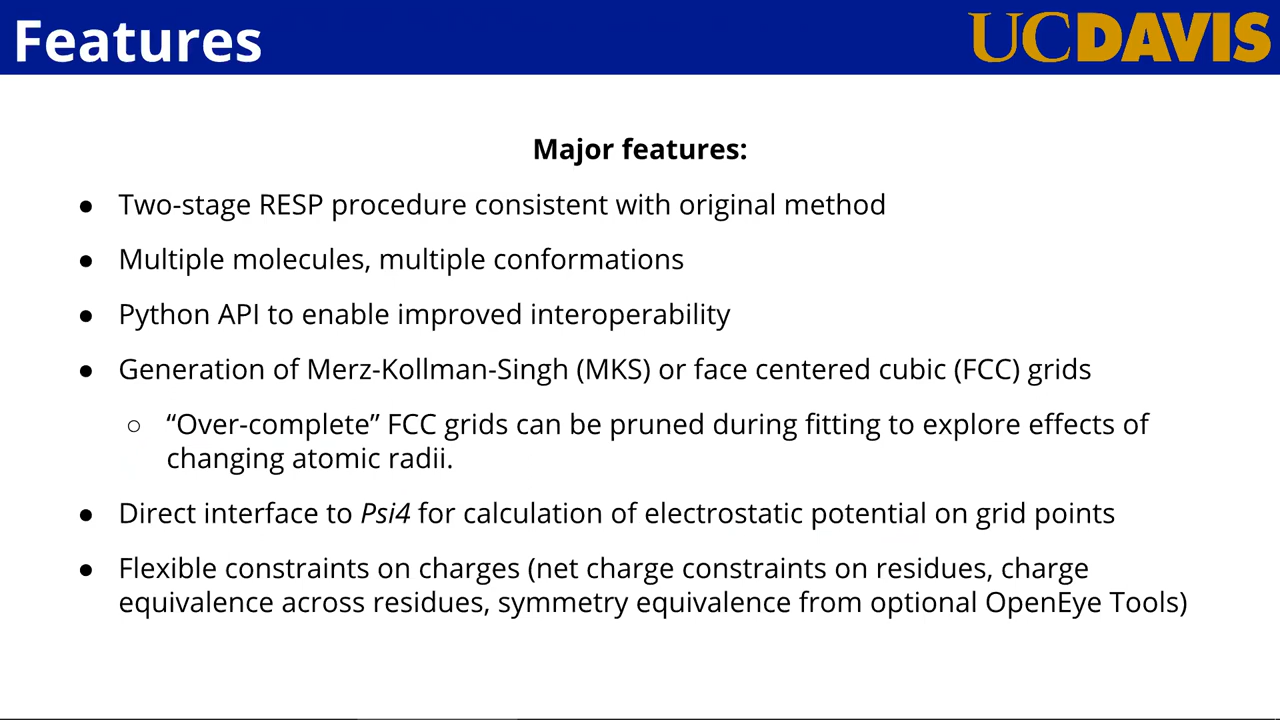 Features
UCDAVIS
Major features:
● Two-stage RESP procedure consistent with original method
● Multiple molecules, multiple conformations
● Python API to enable improved interoperability
● Generation of Merz-Kollman-Singh (MKS) or face centered cubic (FCC) grids
○ “Over-complete” FCC grids can be pruned during fitting to explore effects of
changing atomic radii.
● Direct interface to Psi4 for calculation of electrostatic potential on grid points
● Flexible constraints on charges (net charge constraints on residues, charge
equivalence across residues, symmetry equivalence from optional OpenEye Tools)